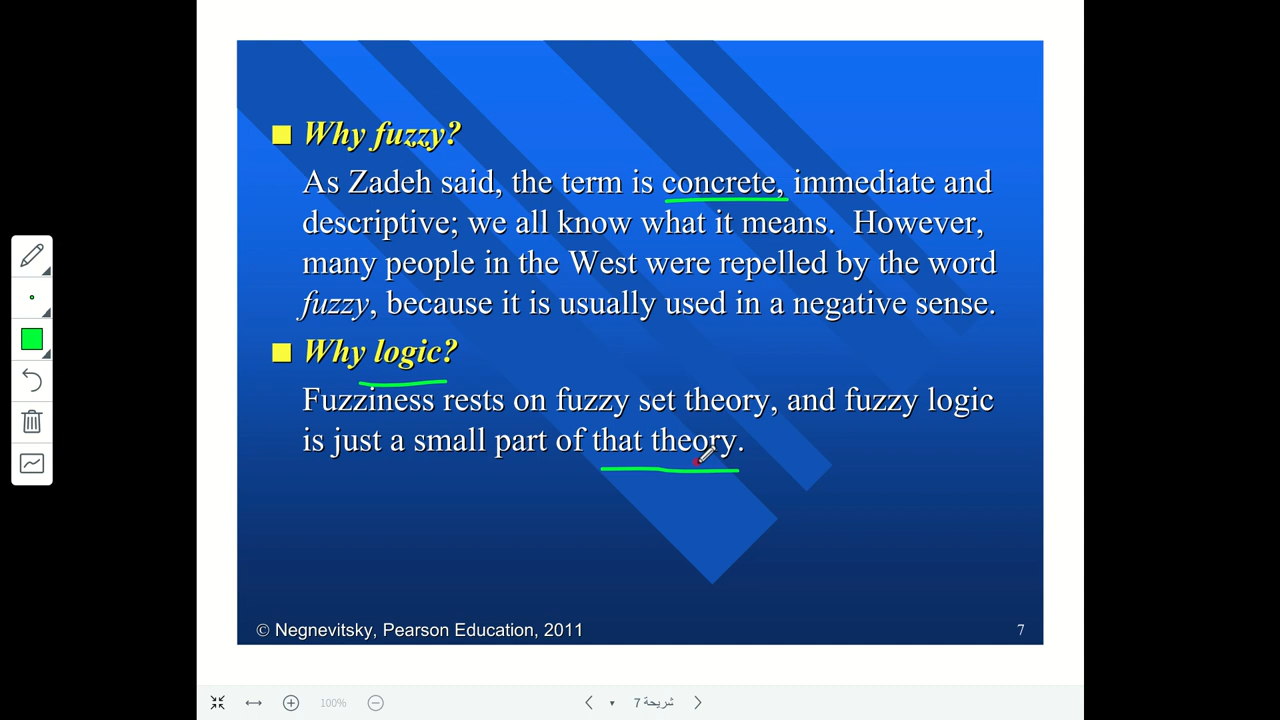 Why fuzzy?
As Zadeh said, the term is concrete, immediate and
descriptive; we all know what it means. However,
many people in the West were repelled by the word
fuzzy, because it is usually used in a negative sense.
Why logic?
Fuzziness rests on fuzzy set theory, and fuzzy logic
is just a small part of that theory.
© Negnevitsky, Pearson Education, 2011
7
100%
شريحة 7